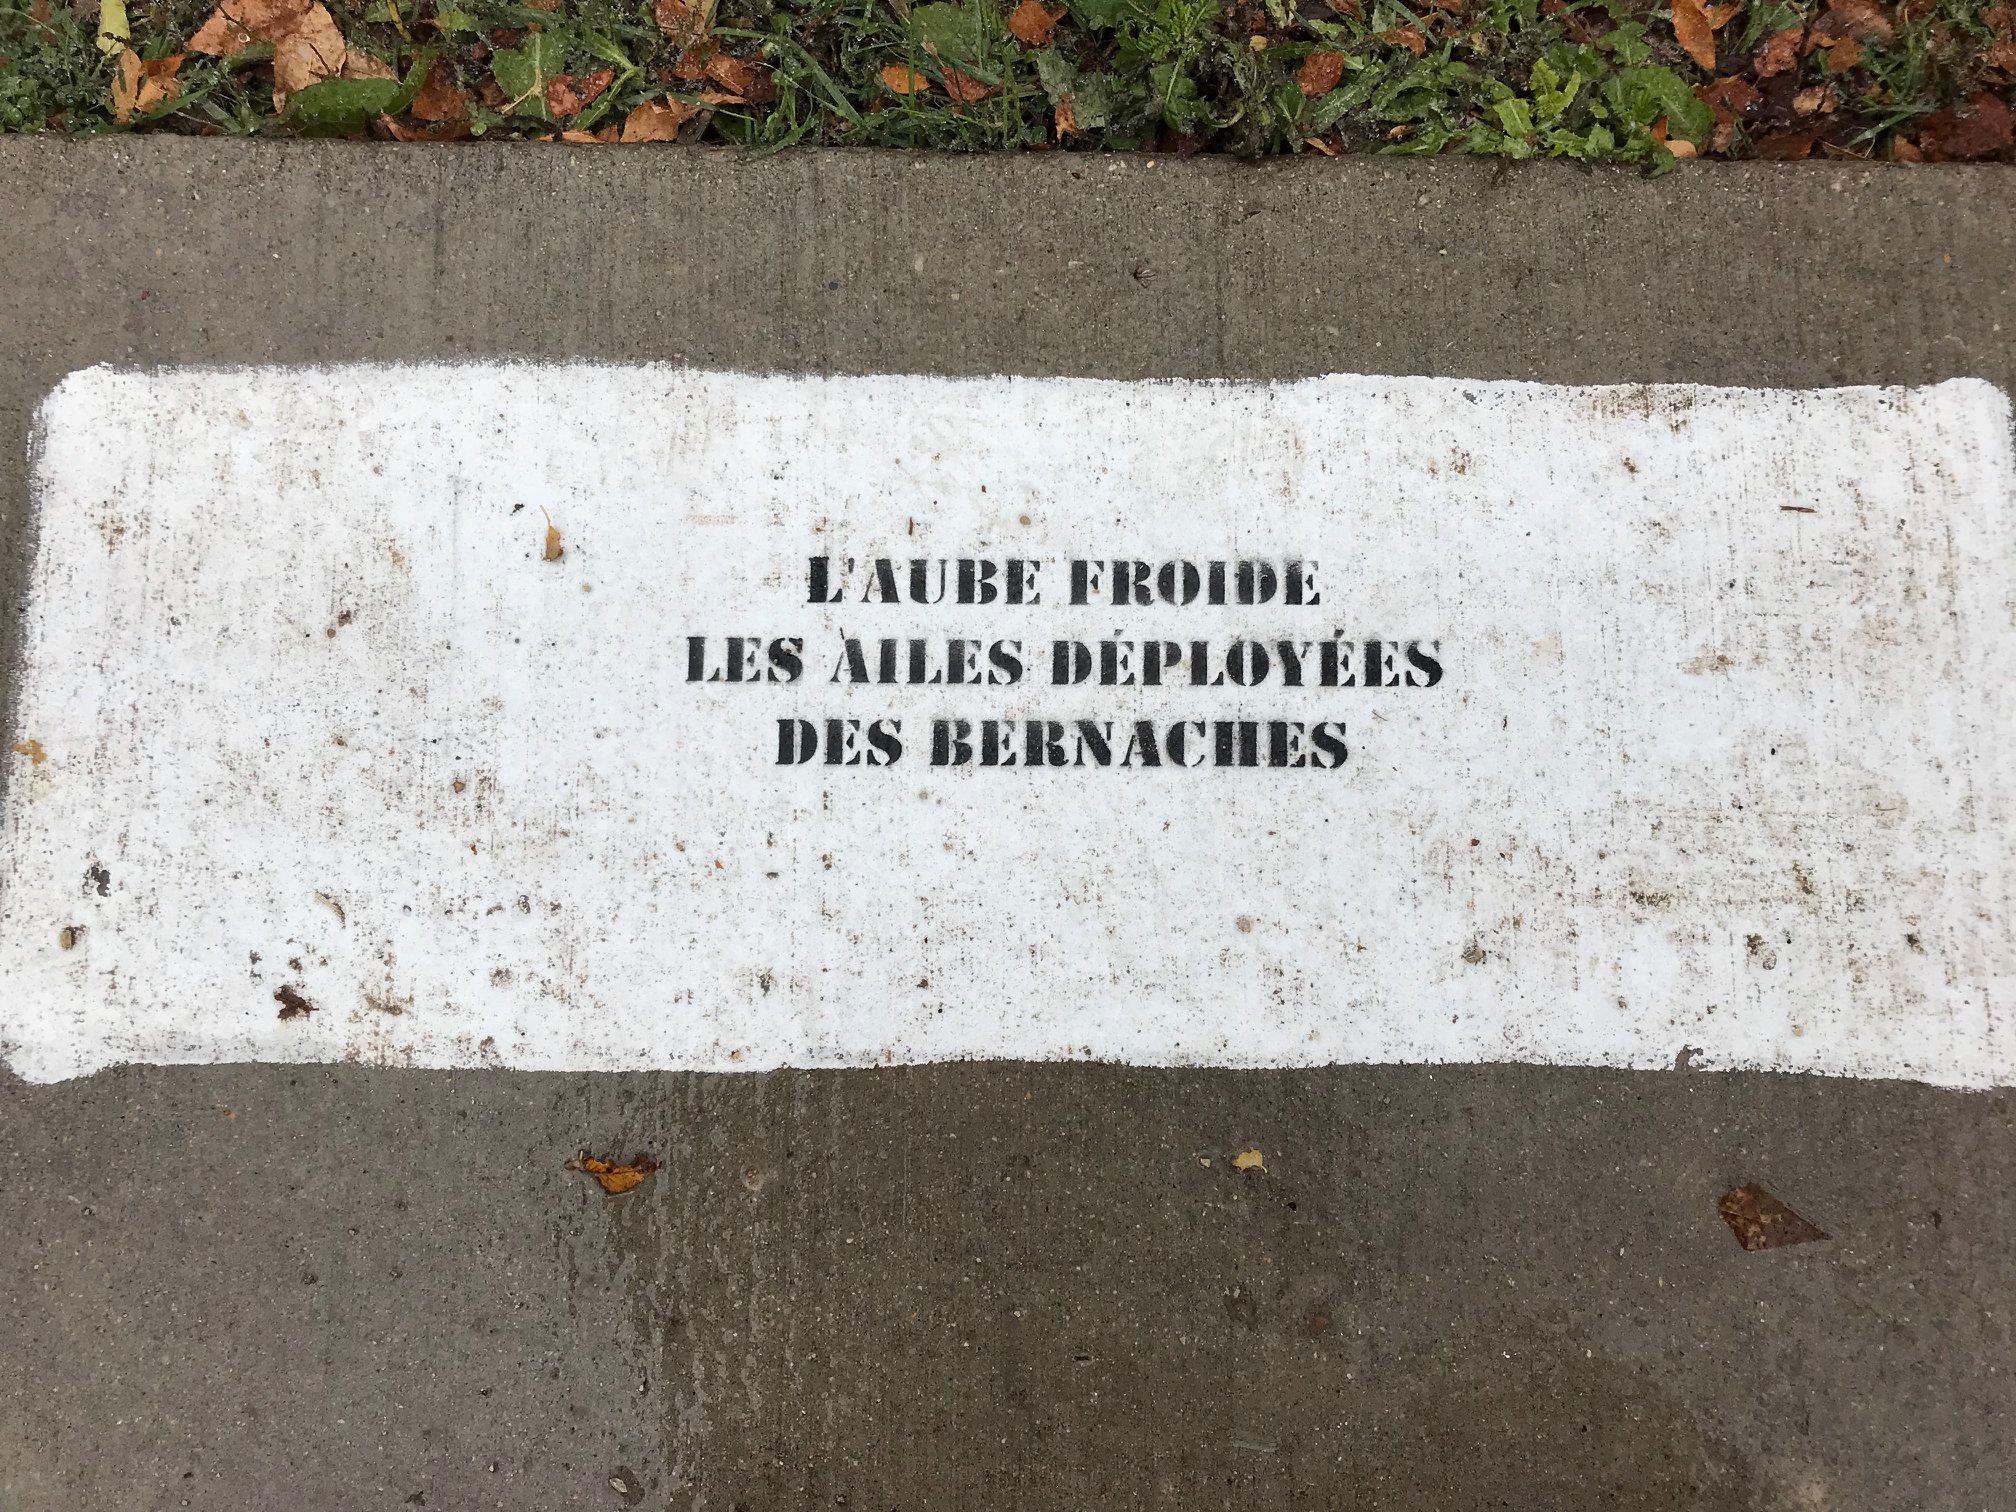 L'AUBE FROIDE
LES AILES DÉPLOYÉES
DES BERNACHES